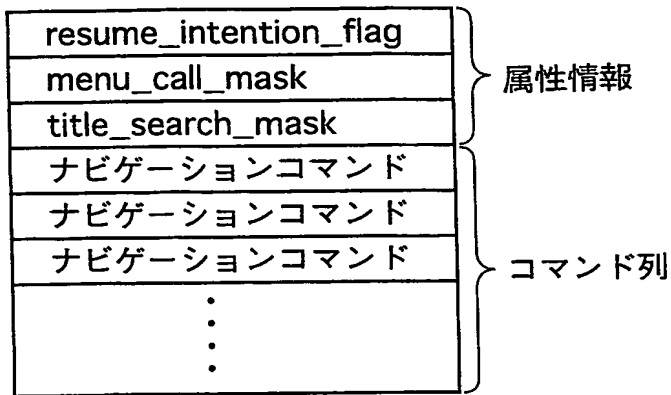 resume_intention_flag
menu_call_mask
title_search_mask
属性情報
ナビゲーションコマンド
ナビゲーションコマンド
ナビゲーションコマンド
コマンド列